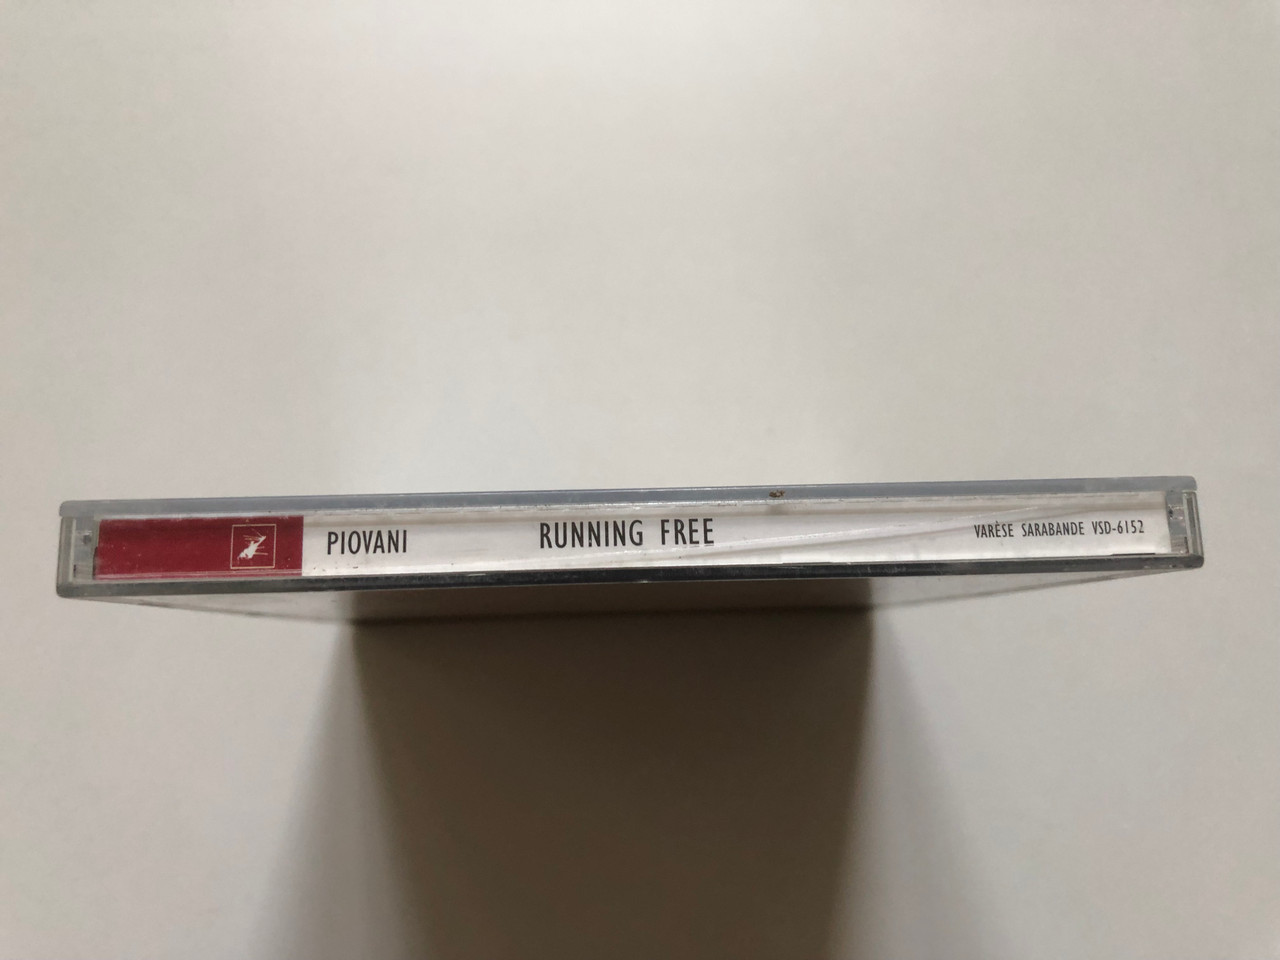 PIOVANI RUNNING FREE VARÈSE SARABANDE VSD-6152